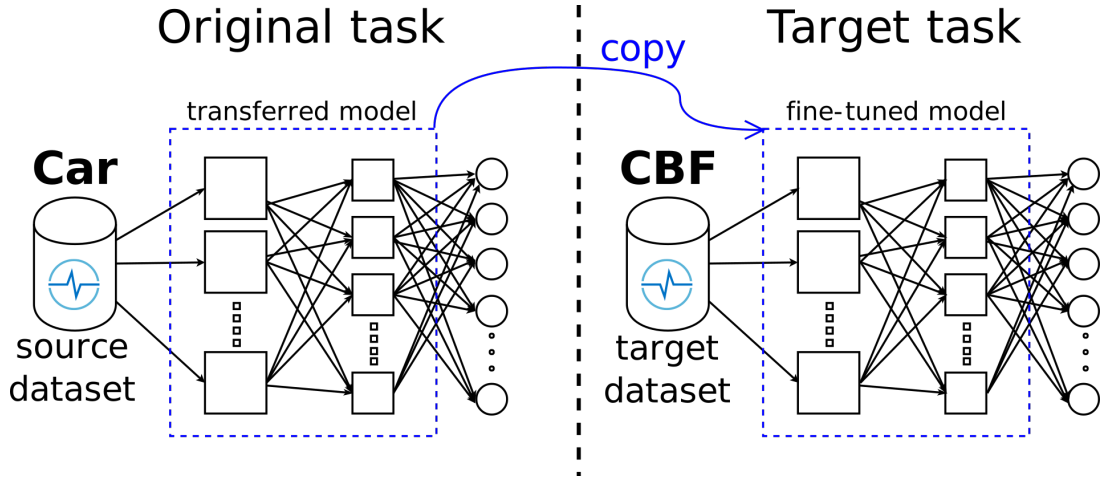 Original task
Target task
copy
transferred model
fine-tuned model
Car
CBF
source
dataset
target
dataset